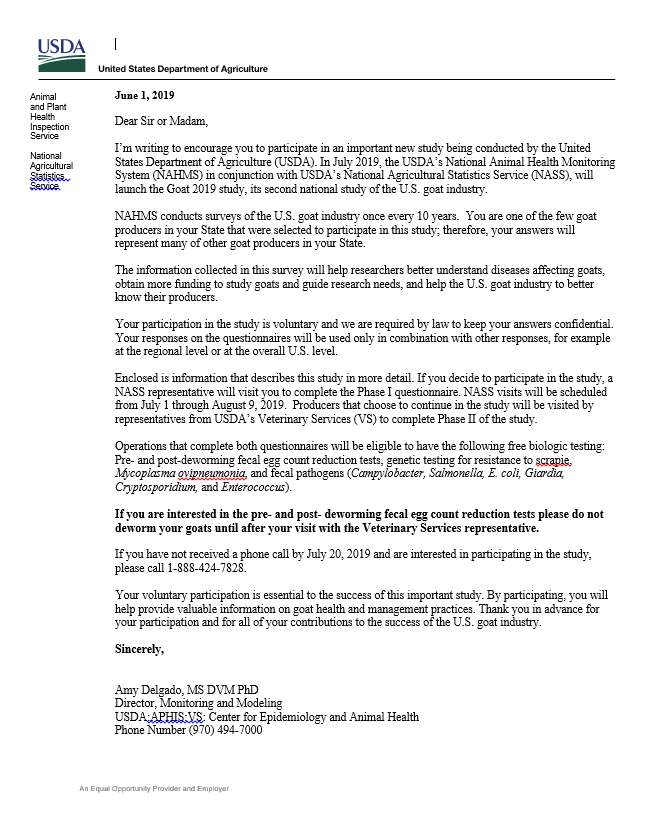 USDA
United States Department of Agriculture
Animal
and Plant
Health
Inspection
Service
National
Agricultural
Statistics
Service
June 1, 2019
Dear Sir or Madam,
I’m writing to encourage you to participate in an important new study being conducted by the United
States Department of Agriculture (USDA). In July 2019, the USDA’s National Animal Health Monitoring
System (NAHMS) in conjunction with USDA’s National Agricultural Statistics Service (NASS), will
launch the Goat 2019 study, its second national study of the U.S. goat industry.
NAHMS conducts surveys of the U.S. goat industry once every 10 years.  You are one of the few goat
producers in your State that were selected to participate in this study; therefore, your answers will
represent many of other goat producers in your State.
The information collected in this survey will help researchers better understand diseases affecting goats,
obtain more funding to study goats and guide research needs, and help the U.S. goat industry to better
know their producers.
Your participation in the study is voluntary and we are required by law to keep your answers confidential.
Your responses on the questionnaires will be used only in combination with other responses, for example
at the regional level or at the overall U.S. level.
Enclosed is information that describes this study in more detail. If you decide to participate in the study, a
NASS representative will visit you to complete the Phase I questionnaire. NASS visits will be scheduled
from July 1 through August 9, 2019.  Producers that choose to continue in the study will be visited by
representatives from USDA’s Veterinary Services (VS) to complete Phase II of the study.
Operations that complete both questionnaires will be eligible to have the following free biologic testing:
Pre- and post-deworming fecal egg count reduction tests, genetic testing for resistance to scrapie,
Mycoplasma ovipneumonia, and fecal pathogens (Campylobacter, Salmonella, E. coli, Giardia,
Cryptosporidium, and Enterococcus).
If you are interested in the pre- and post- deworming fecal egg count reduction tests please do not
deworm your goats until after your visit with the Veterinary Services representative.
If you have not received a phone call by July 20, 2019 and are interested in participating in the study,
please call 1-888-424-7828.
Your voluntary participation is essential to the success of this important study. By participating, you will
help provide valuable information on goat health and management practices. Thank you in advance for
your participation and for all of your contributions to the success of the U.S. goat industry.
Sincerely,
Amy Delgado, MS DVM PhD
Director, Monitoring and Modeling
USDA:APHIS:VS: Center for Epidemiology and Animal Health
Phone Number (970) 494-7000
An Equal Opportunity Provider and Employer